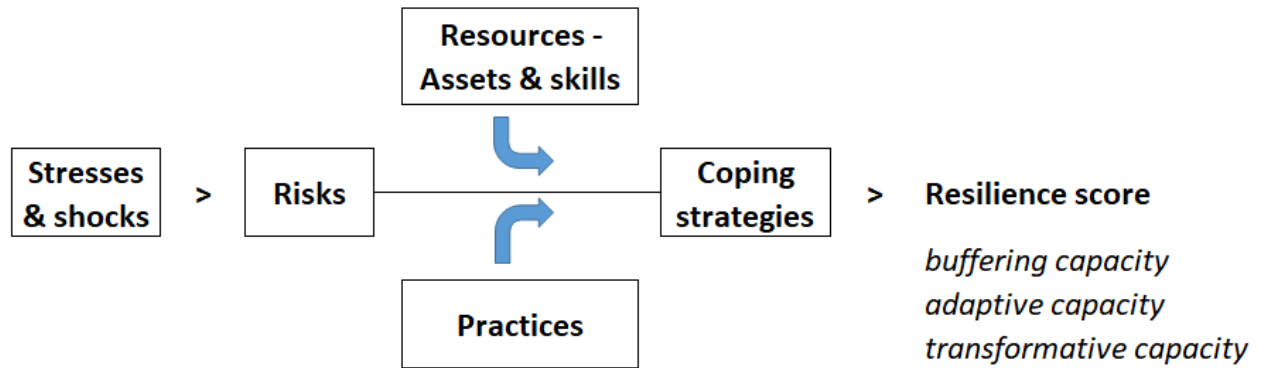 Resources -
Assets & skills
Stresses
& shocks
>
Risks
Coping
strategies
>
Resilience score
buffering capacity
adaptive capacity
transformative capacity
Practices